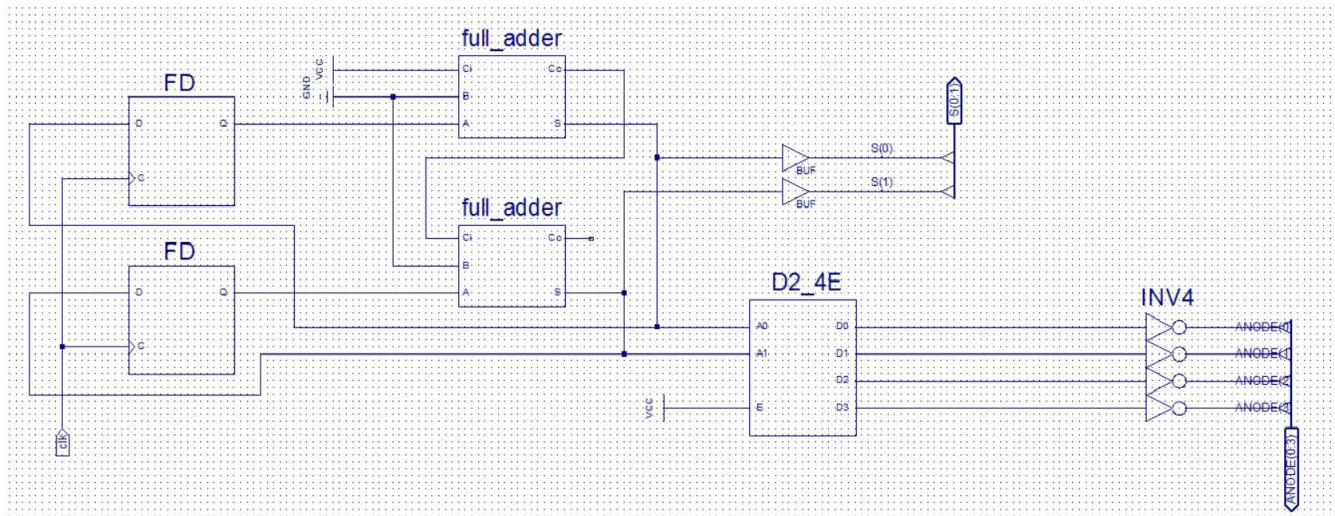 full_adder
VCC
Ci
Co
GND
B
A
S
FD
D
Q
C
S(0:1)
S(0)
BUF
S(1)
BUF
full_adder
Ci
Co
B
A
S
FD
D
Q
C
clk
D2_4E
A0
D0
A1
D1
D2
E
D3
VCC
INV4
ANODE(0)
ANODE(1)
ANODE(2)
ANODE(3)
ANODE(0:3)